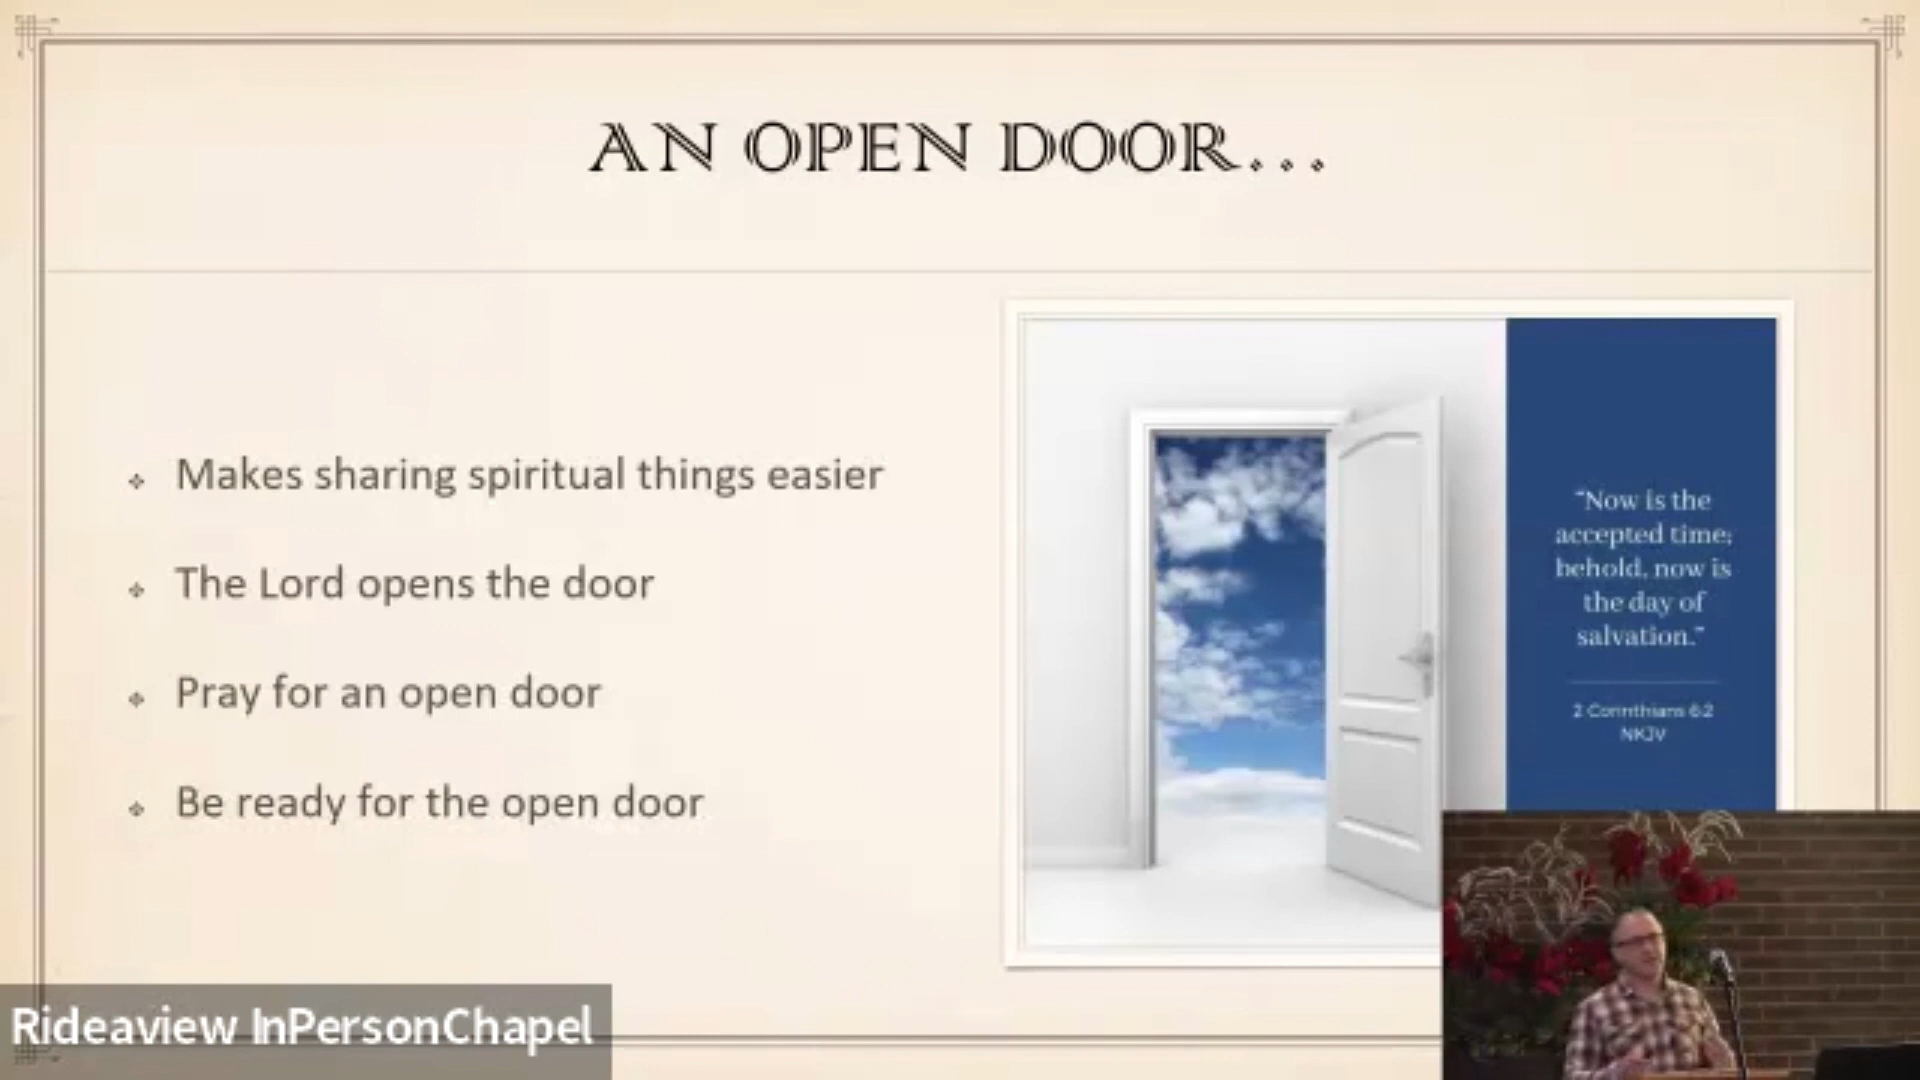 AN OPEN DOOR...
Makes sharing spiritual things easier
The Lord opens the door
Pray for an open door
Be ready for the open door
"Now is the
accepted time;
behold, now is
the day of
salvation."
2 Corinthians 6:2
NKJV
Rideaview InPersonChapel